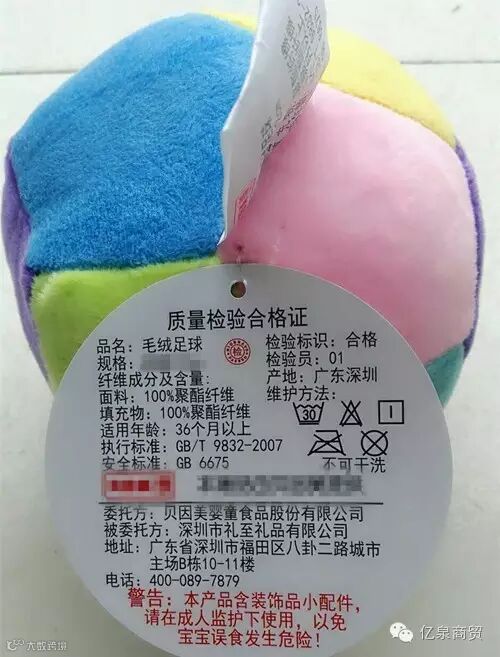 质量检验合格证
品名：毛绒足球
检
检验标识：合格
规格：
检验员：01
纤维成分及含量：
产地：广东深圳
面料：100%聚酯纤维
维护方法：
填充物：100%聚酯纤维
30
适用年龄：36个月以上
执行标准：GB/T 9832-2007
安全标准：GB 6675
不可干洗
委托方：贝因美婴童食品股份有限公司
被委托方：深圳市礼至礼品有限公司
地址：广东省深圳市福田区八卦二路城市
主场B栋10-11楼
电话：400-089-7879
警告：本产品含装饰品小配件，
请在成人监护下使用，以免
宝宝误食发生危险！
大数跨境
亿泉商贸